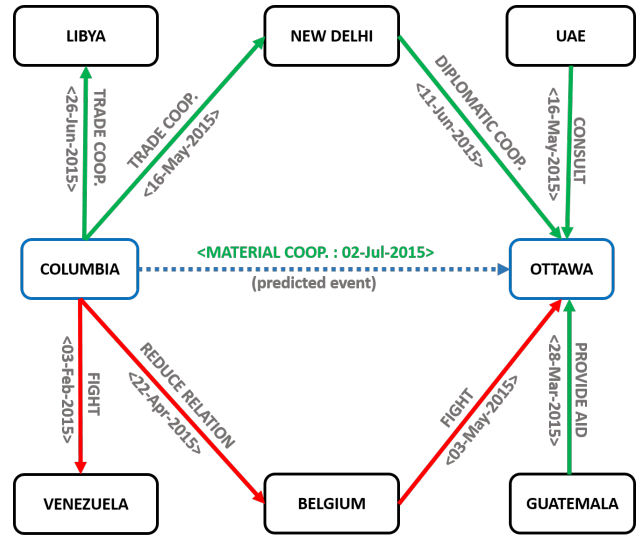 LIBYA
NEW DELHI
UAE
TRADE COOP.
<26-Jun-2015>
TRADE COOP.
<16-May-2015>
DIPLOMATIC COOP.
<11-Jun-2015>
CONSULT
<16-May-2015>
<MATERIAL COOP. : 02-Jul-2015>
COLUMBIA
OTTAWA
(predicted event)
FIGHT
<03-Feb-2015>
REDUCE RELATION
<22-Apr-2015>
FIGHT
<03-May-2015>
PROVIDE AID
<28-Mar-2015>
VENEZUELA
BELGIUM
GUATEMALA